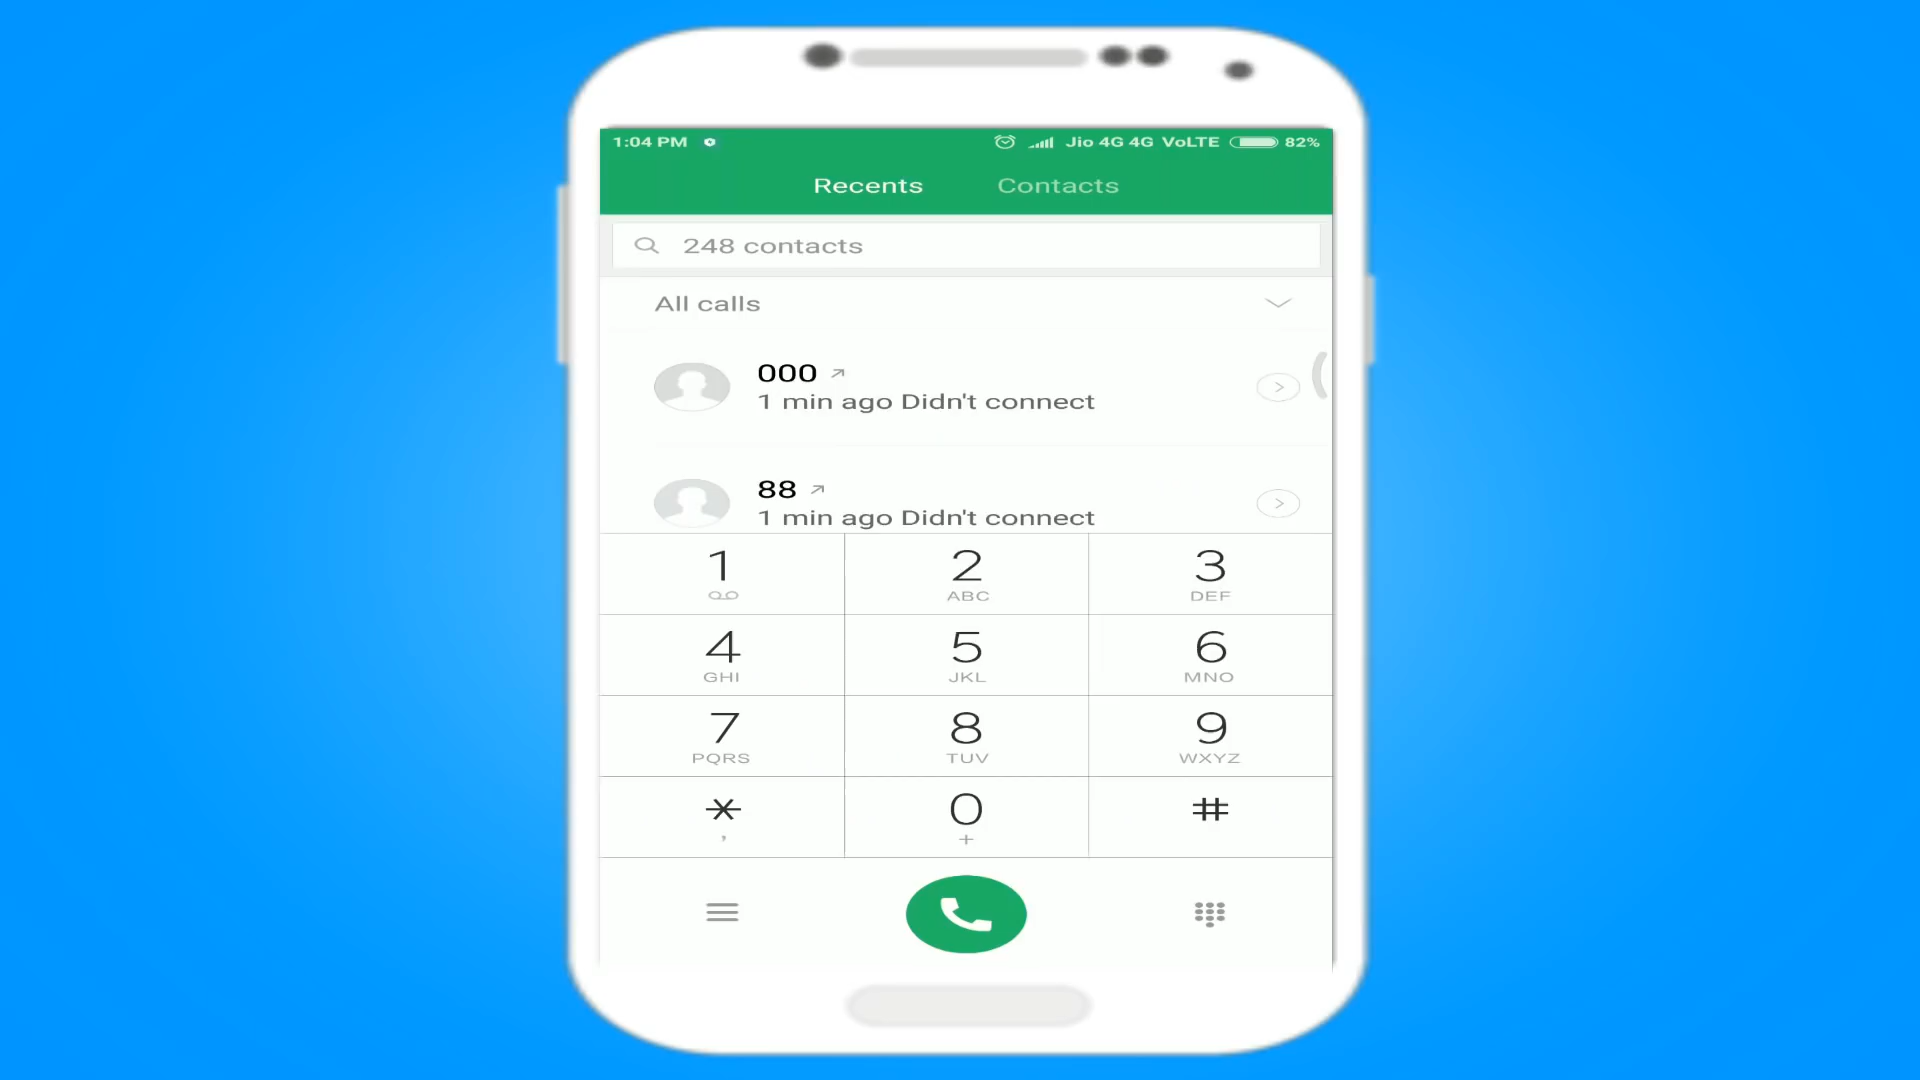 1:04 PM Jio 4G 4G VoLTE 82%
Recents Contacts
248 contacts
All calls
000
1 min ago Didn't connect
88
1 min ago Didn't connect
1 2 3
ABC DEF
4 5 6
GHI JKL MNO
7 8 9
PQRS TUV WXYZ
* 0 #
, +